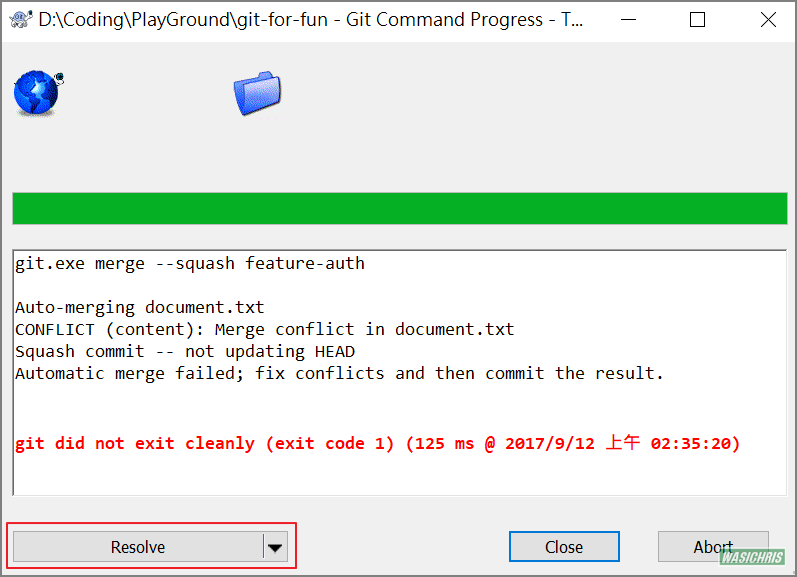 D:\Coding\PlayGround\git-for-fun - Git Command Progress - T...
git.exe merge --squash feature-auth
Auto-merging document.txt
CONFLICT (content): Merge conflict in document.txt
Squash commit -- not updating HEAD
Automatic merge failed; fix conflicts and then commit the result.
git did not exit cleanly (exit code 1) (125 ms @ 2017/9/12 上午 02:35:20)
Resolve
Close
Abort
WASICHRIS